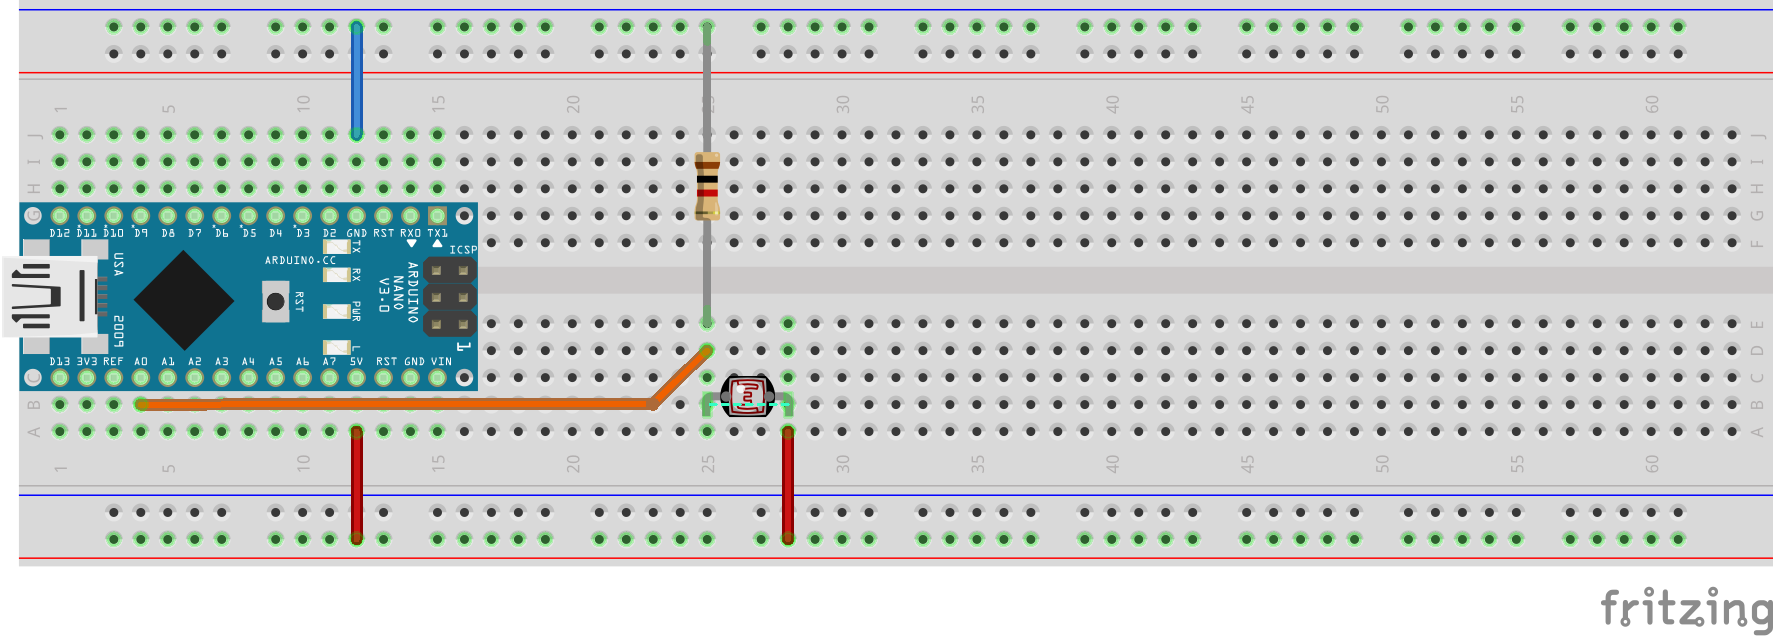 1 5 10 15 20 25 30 35 40 45 50 55 60
J J
I I
H H
G G
D12 D11 D10 D9 D8 D7 D6 D5 D4 D3 D2 GND RST RX0 TX1
F
TX
ICSP
USA
ARDUINO.CC
RX
ARDUINO
NANO
V3.0
RST
PWR
2009
L
1
E
D
D13 3V3 REF A0 A1 A2 A3 A4 A5 A6 A7 5V RST GND VIN
C C
B B
A A
1 5 10 15 20 25 30 35 40 45 50 55 60
fritzing